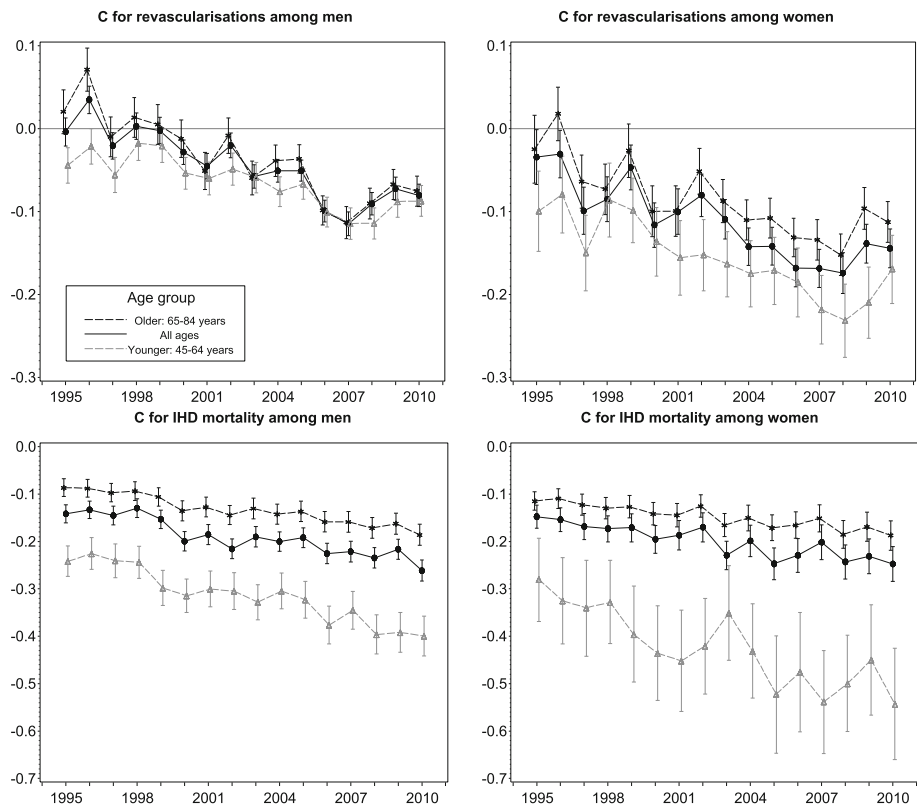 C for revascularisations among men
0.1
0.0
-0.1
-0.2
-0.3
Age group
Older: 65-84 years
All ages
Younger: 45-64 years
1995 1998 2001 2004 2007 2010
C for revascularisations among women
0.1
0.0
-0.1
-0.2
-0.3
1995 1998 2001 2004 2007 2010
C for IHD mortality among men
0.0
-0.1
-0.2
-0.3
-0.4
-0.5
-0.6
-0.7
1995 1998 2001 2004 2007 2010
C for IHD mortality among women
0.0
-0.1
-0.2
-0.3
-0.4
-0.5
-0.6
-0.7
1995 1998 2001 2004 2007 2010